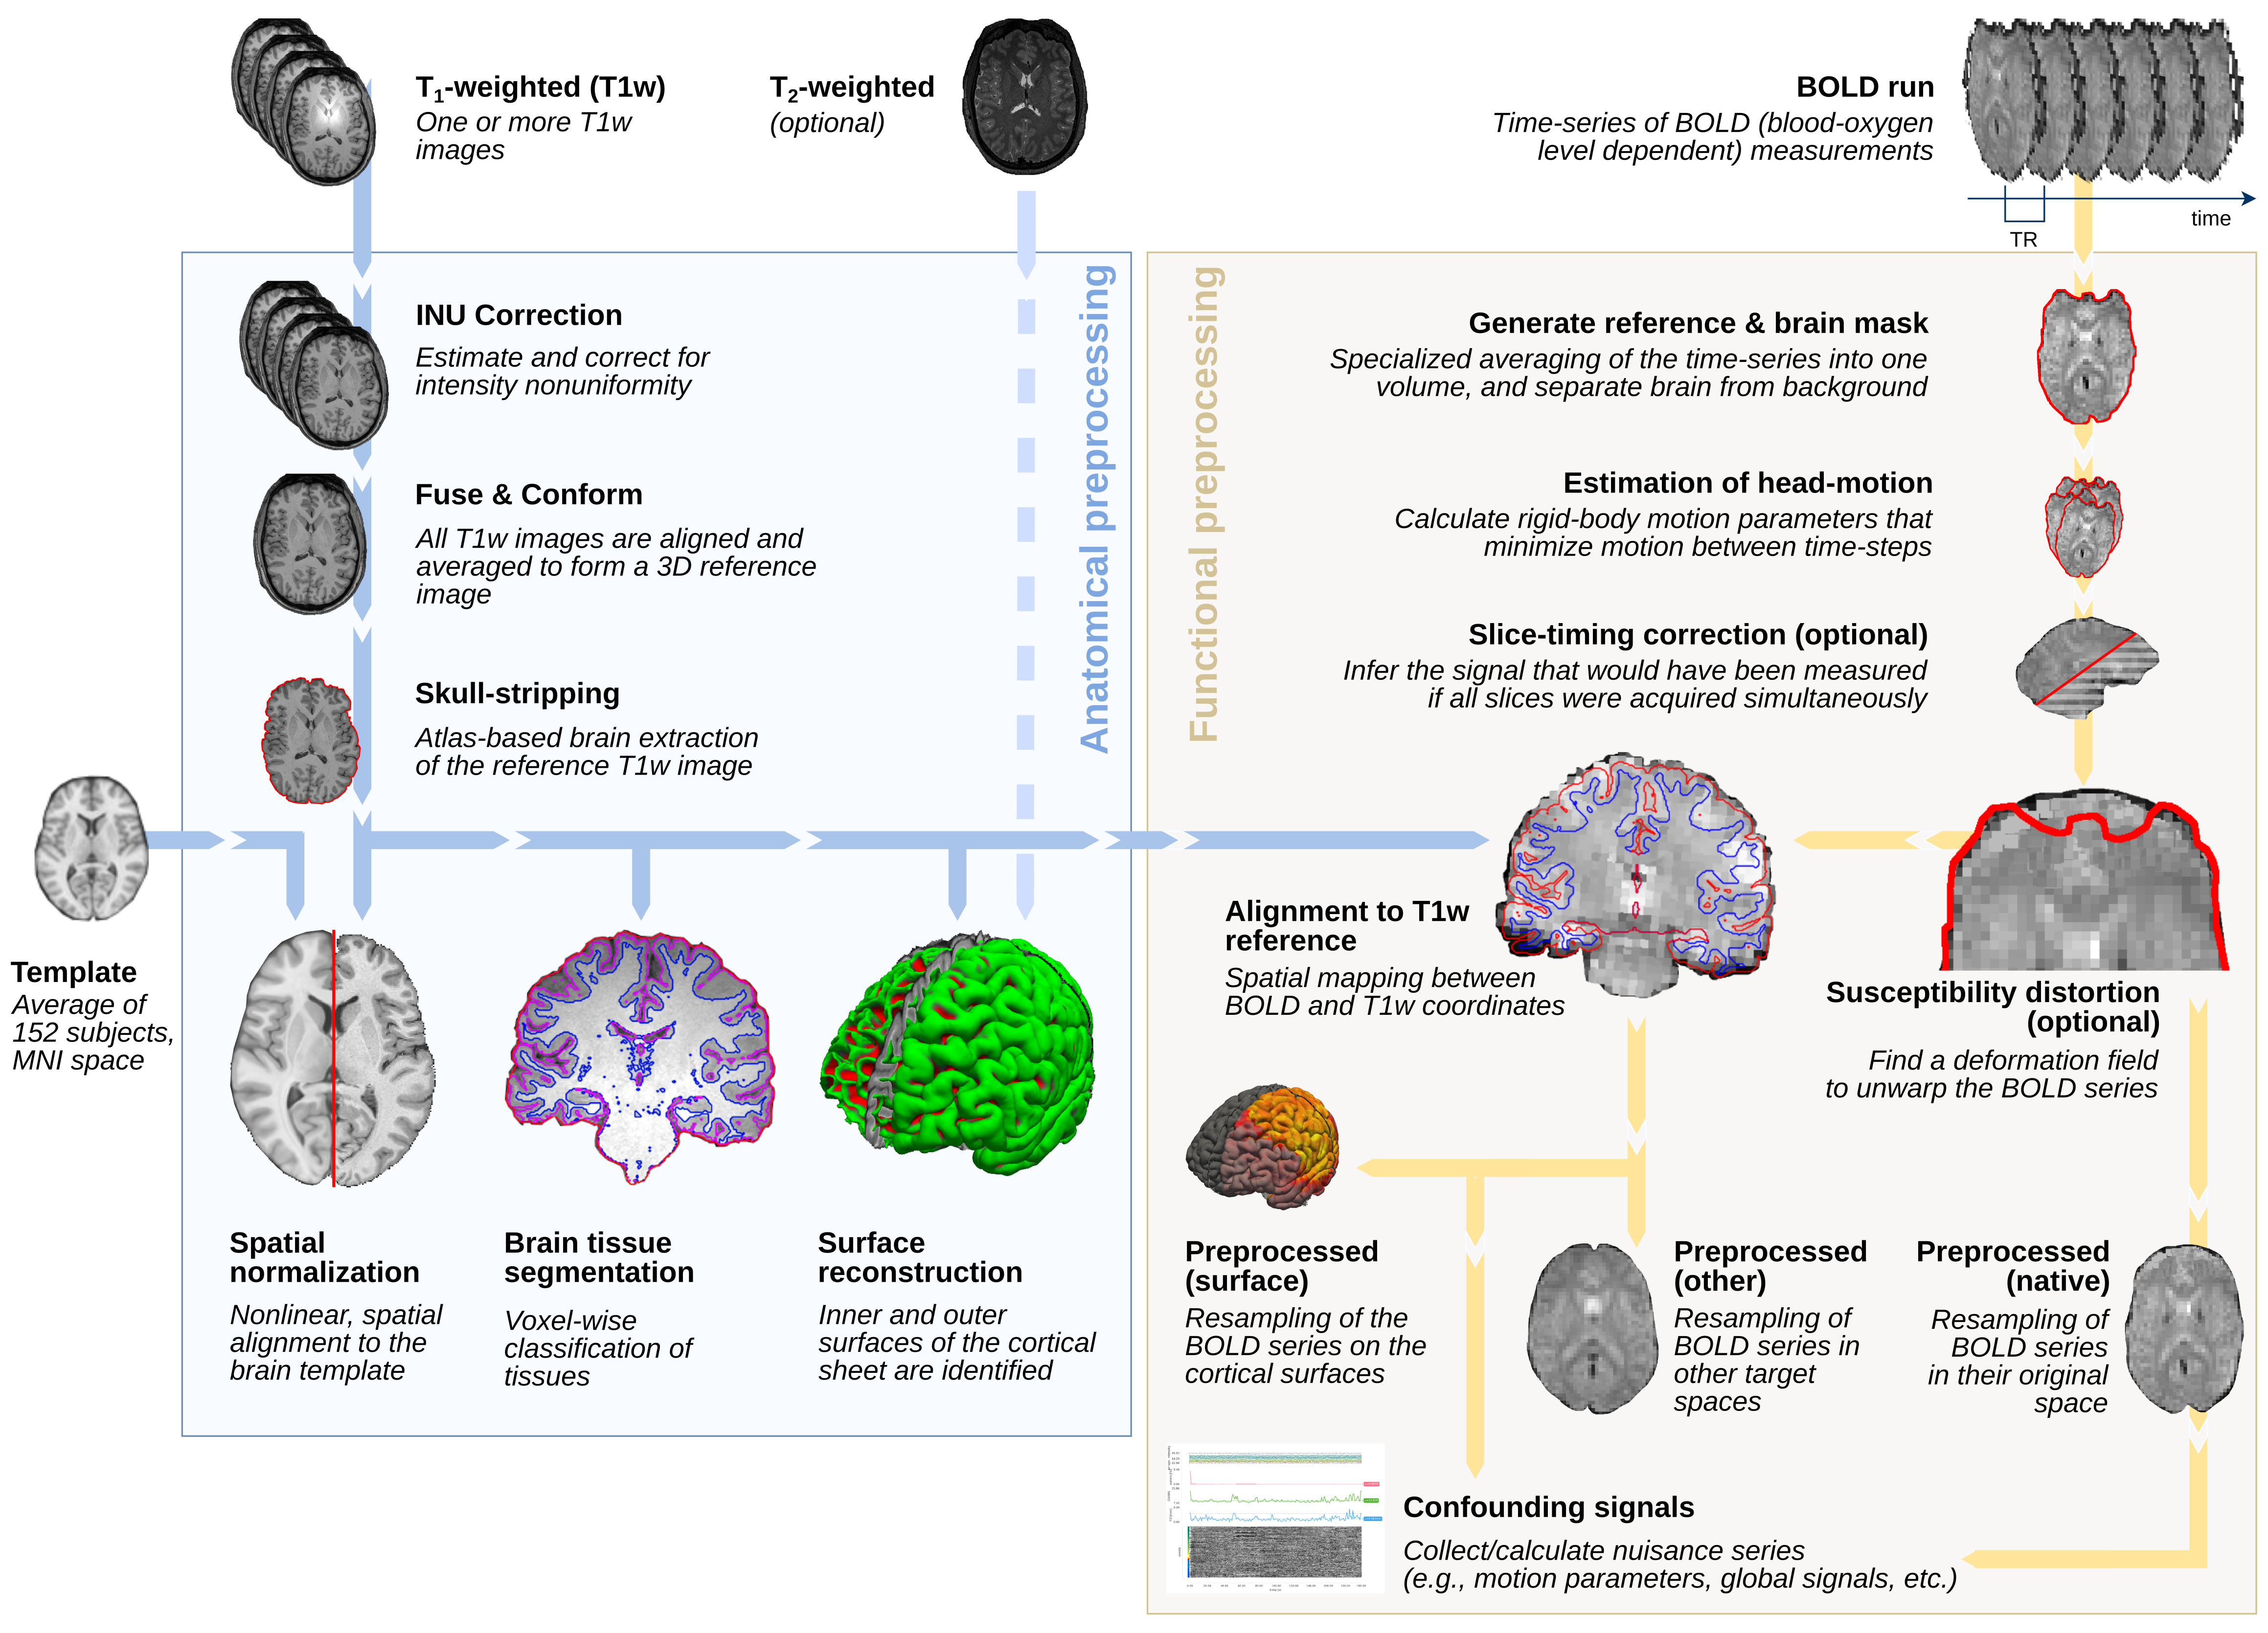 T1-weighted (T1w)
One or more T1w
images
T2-weighted
(optional)
BOLD run
Time-series of BOLD (blood-oxygen
level dependent) measurements
time
TR
Anatomical preprocessing
INU Correction
Estimate and correct for
intensity nonuniformity
Fuse & Conform
All T1w images are aligned and
averaged to form a 3D reference
image
Skull-stripping
Atlas-based brain extraction
of the reference T1w image
Template
Average of
152 subjects,
MNI space
Spatial
normalization
Nonlinear, spatial
alignment to the
brain template
Brain tissue
segmentation
Voxel-wise
classification of
tissues
Surface
reconstruction
Inner and outer
surfaces of the cortical
sheet are identified
Functional preprocessing
Generate reference & brain mask
Specialized averaging of the time-series into one
volume, and separate brain from background
Estimation of head-motion
Calculate rigid-body motion parameters that
minimize motion between time-steps
Slice-timing correction (optional)
Infer the signal that would have been measured
if all slices were acquired simultaneously
Alignment to T1w
reference
Spatial mapping between
BOLD and T1w coordinates
Susceptibility distortion
(optional)
Find a deformation field
to unwarp the BOLD series
Preprocessed
(surface)
Resampling of the
BOLD series on the
cortical surfaces
Preprocessed
(other)
Resampling of
BOLD series in
other target
spaces
Preprocessed
(native)
Resampling of
BOLD series
in their original
space
Confounding signals
Collect/calculate nuisance series
(e.g., motion parameters, global signals, etc.)